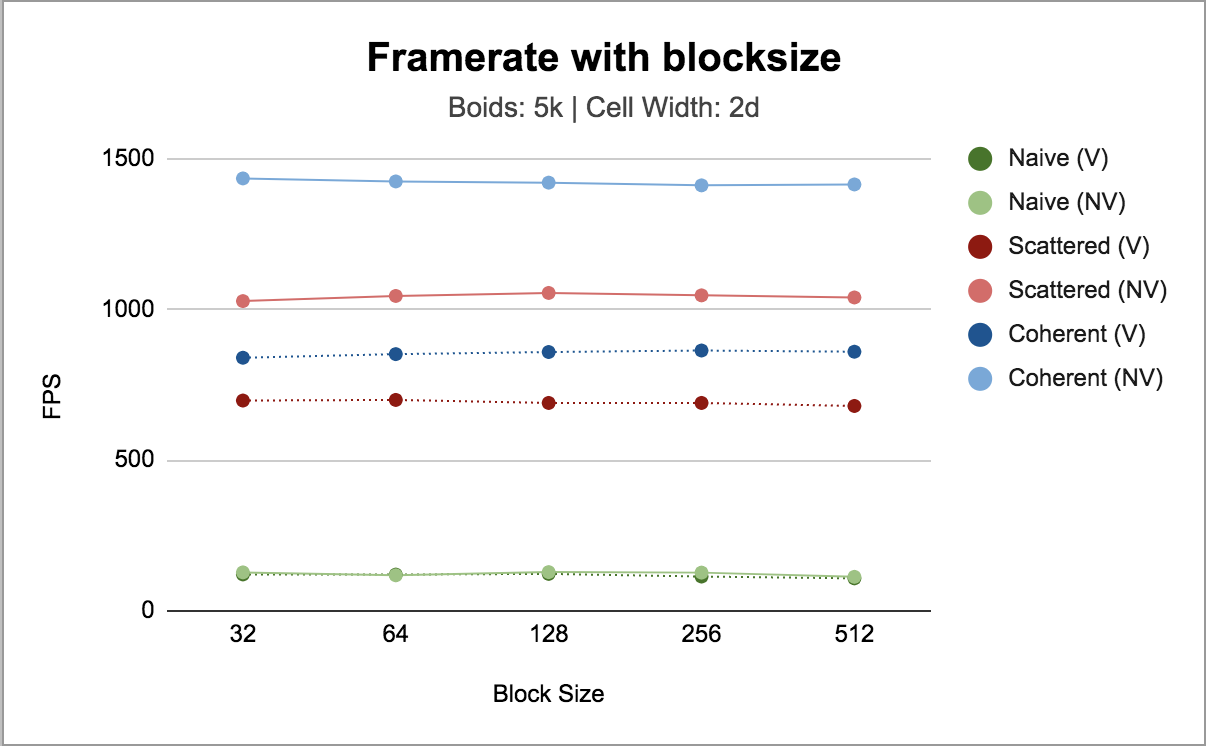 Framerate with blocksize
Boids: 5k | Cell Width: 2d
1500
1000
500
0
FPS
32 64 128 256 512
Block Size
Naive (V)
Naive (NV)
Scattered (V)
Scattered (NV)
Coherent (V)
Coherent (NV)